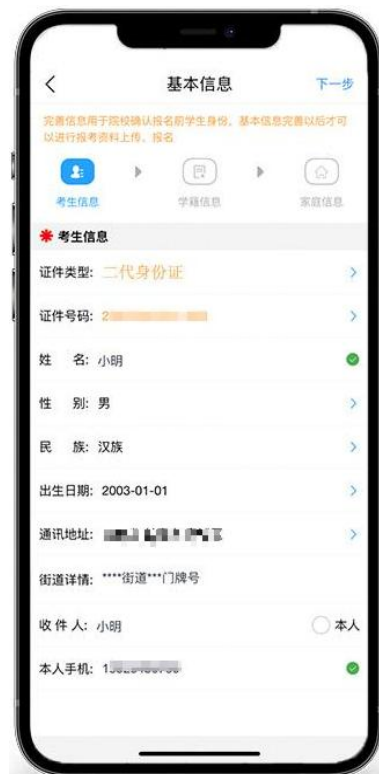 基本信息
下一步
完善信息用于院校确认报名前学生身份、基本信息完善以后才可
以进行报考资料上传、报名
考生信息
学籍信息
家庭信息
考生信息
证件类型: 二代身份证
证件号码: 2
姓 名: 小明
性 别: 男
民 族: 汉族
出生日期: 2003-01-01
通讯地址:
街道详情: ****街道***门牌号
收 件 人: 小明
本人
本人手机: 1